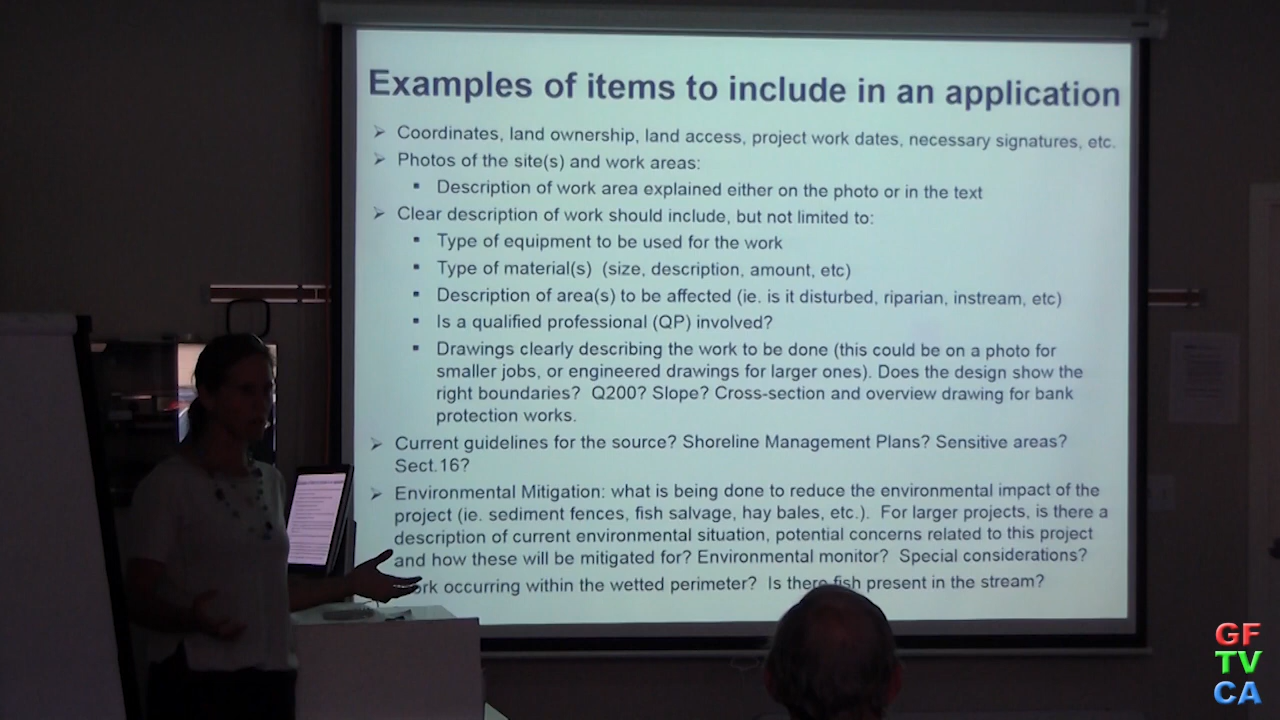 Examples of items to include in an application
Coordinates, land ownership, land access, project work dates, necessary signatures, etc.
Photos of the site(s) and work areas:
Description of work area explained either on the photo or in the text
Clear description of work should include, but not limited to:
Type of equipment to be used for the work
Type of material(s) (size, description, amount, etc)
Description of area(s) to be affected (ie. is it disturbed, riparian, instream, etc)
Is a qualified professional (QP) involved?
Drawings clearly describing the work to be done (this could be on a photo for
smaller jobs, or engineered drawings for larger ones). Does the design show the
right boundaries? Q200? Slope? Cross-section and overview drawing for bank
protection works.
Current guidelines for the source? Shoreline Management Plans? Sensitive areas?
Sect.16?
Environmental Mitigation: what is being done to reduce the environmental impact of the
project (ie. sediment fences, fish salvage, hay bales, etc.). For larger projects, is there a
description of current environmental situation, potential concerns related to this project
and how these will be mitigated for? Environmental monitor? Special considerations?
occurring within the wetted perimeter? Is there fish present in the stream?
GF
TV
CA